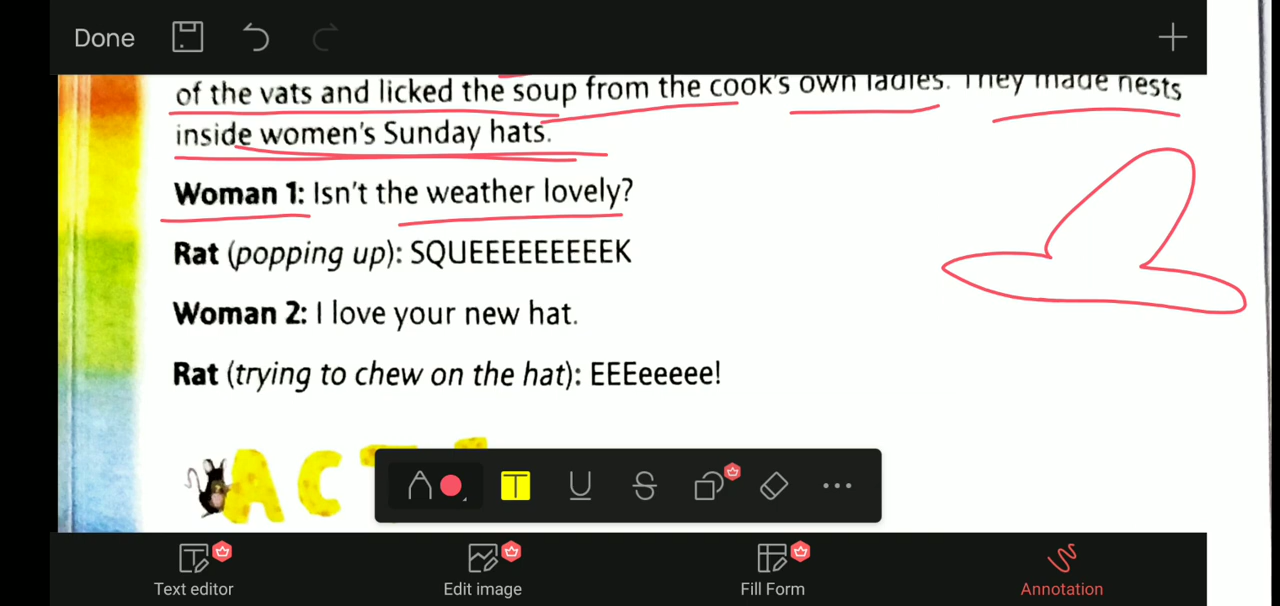 Done
of the vats and licked the soup from the cook's own ladles. They made nests
inside women's Sunday hats.
Woman 1: Isn't the weather lovely?
Rat (popping up): SQUEEEEEEEEEK
Woman 2: I love your new hat.
Rat (trying to chew on the hat): EEEeeeee!
ACT
T U S
Text editor Edit image Fill Form Annotation